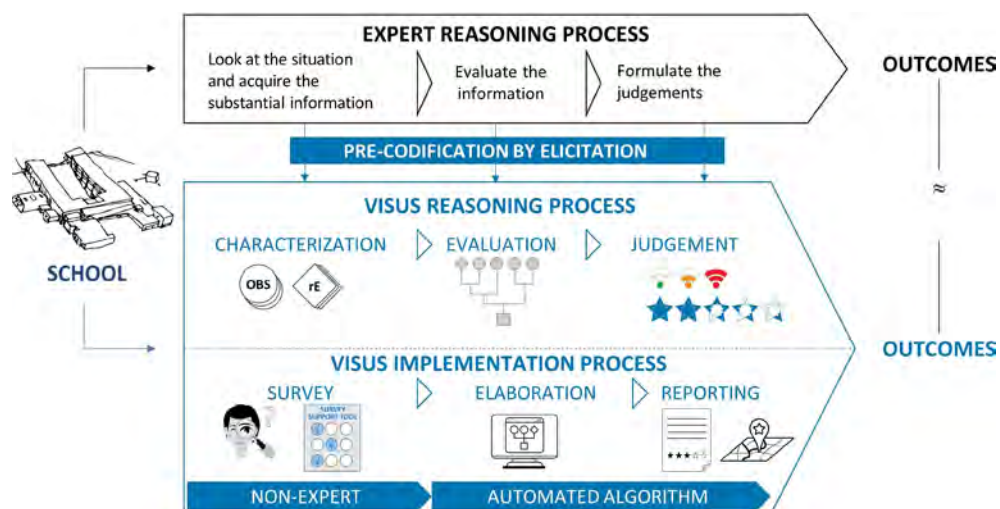 EXPERT REASONING PROCESS
Look at the situation
and acquire the
substantial information
Evaluate the
information
Formulate the
judgements
OUTCOMES
PRE-CODIFICATION BY ELICITATION
≈
SCHOOL
VISUS REASONING PROCESS
CHARACTERIZATION
EVALUATION
JUDGEMENT
OBS
rE
OUTCOMES
VISUS IMPLEMENTATION PROCESS
SURVEY
ELABORATION
REPORTING
SURVEY
SUPPORT TOOL
NON-EXPERT
AUTOMATED ALGORITHM